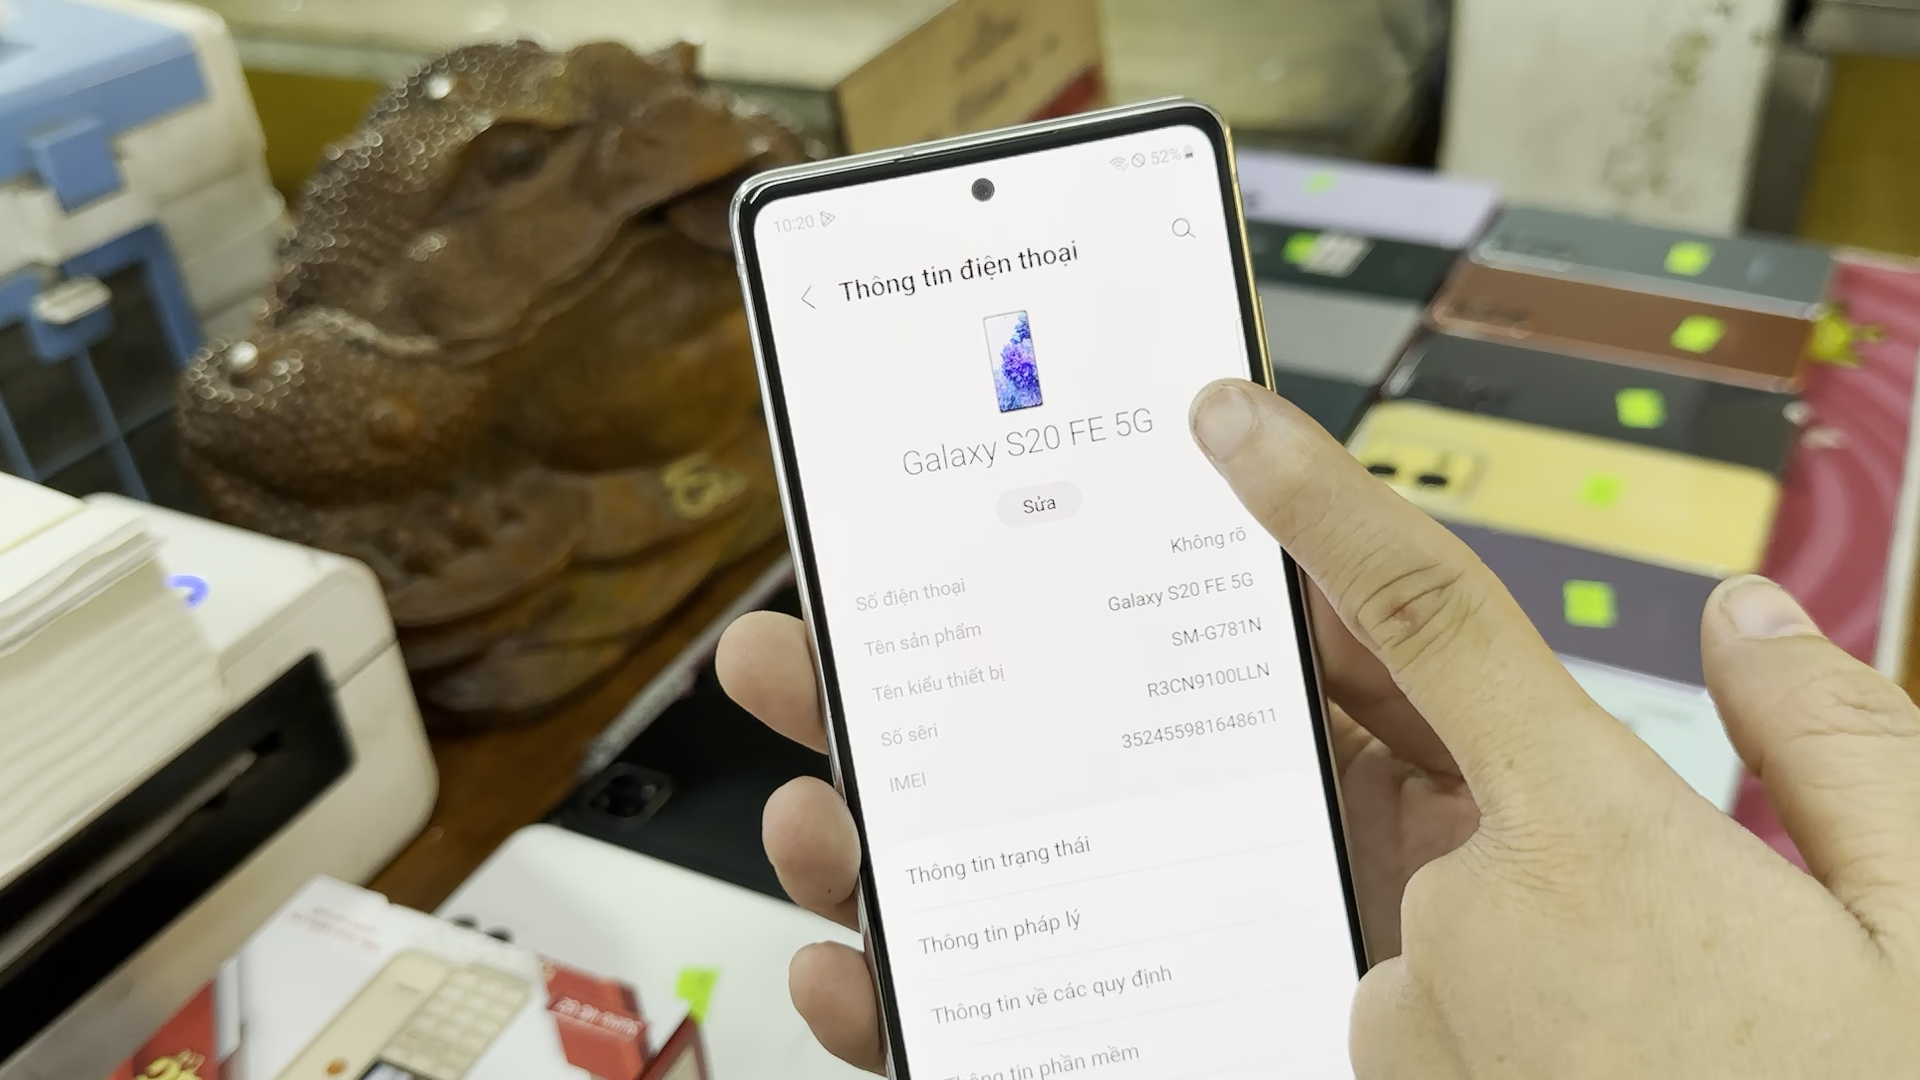 10:20
52%
Thông tin điện thoại
Galaxy S20 FE 5G
Sửa
Số điện thoại Không rõ
Tên sản phẩm Galaxy S20 FE 5G
Tên kiểu thiết bị SM-G781N
Số sêri R3CN9100LLN
IMEI 352455981648611
Thông tin trạng thái
Thông tin pháp lý
Thông tin về các quy định
Thông tin phần mềm